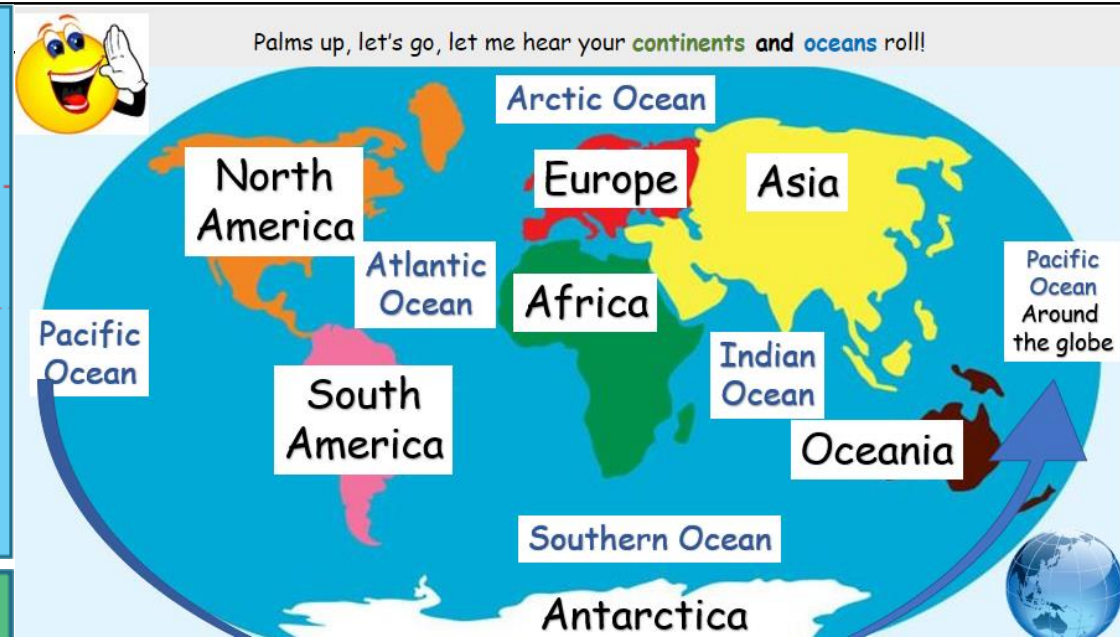 Palms up, let's go, let me hear your continents and oceans roll!
Arctic Ocean
North
America
Europe
Asia
Atlantic
Ocean
Africa
Pacific
Ocean
Around
the globe
Pacific
Ocean
Indian
Ocean
South
America
Oceania
Southern Ocean
Antarctica